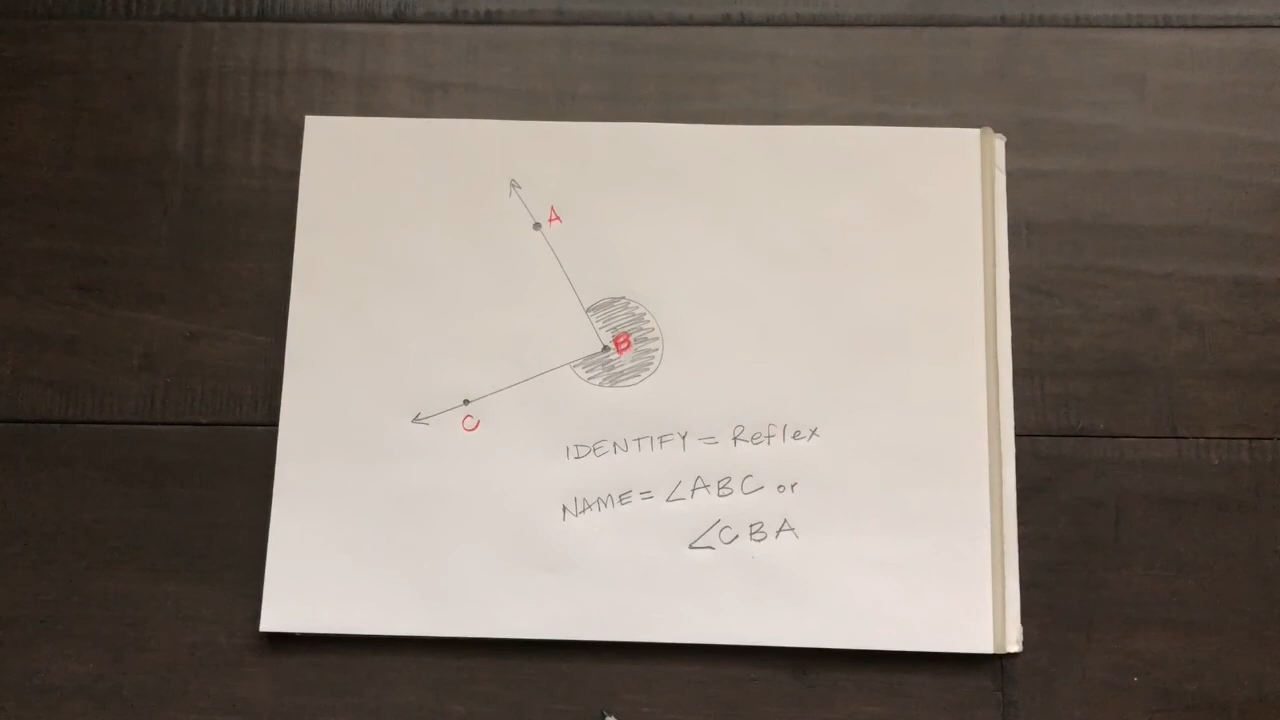 A
B
C
IDENTIFY = Reflex
NAME = ∠ABC or
∠CBA